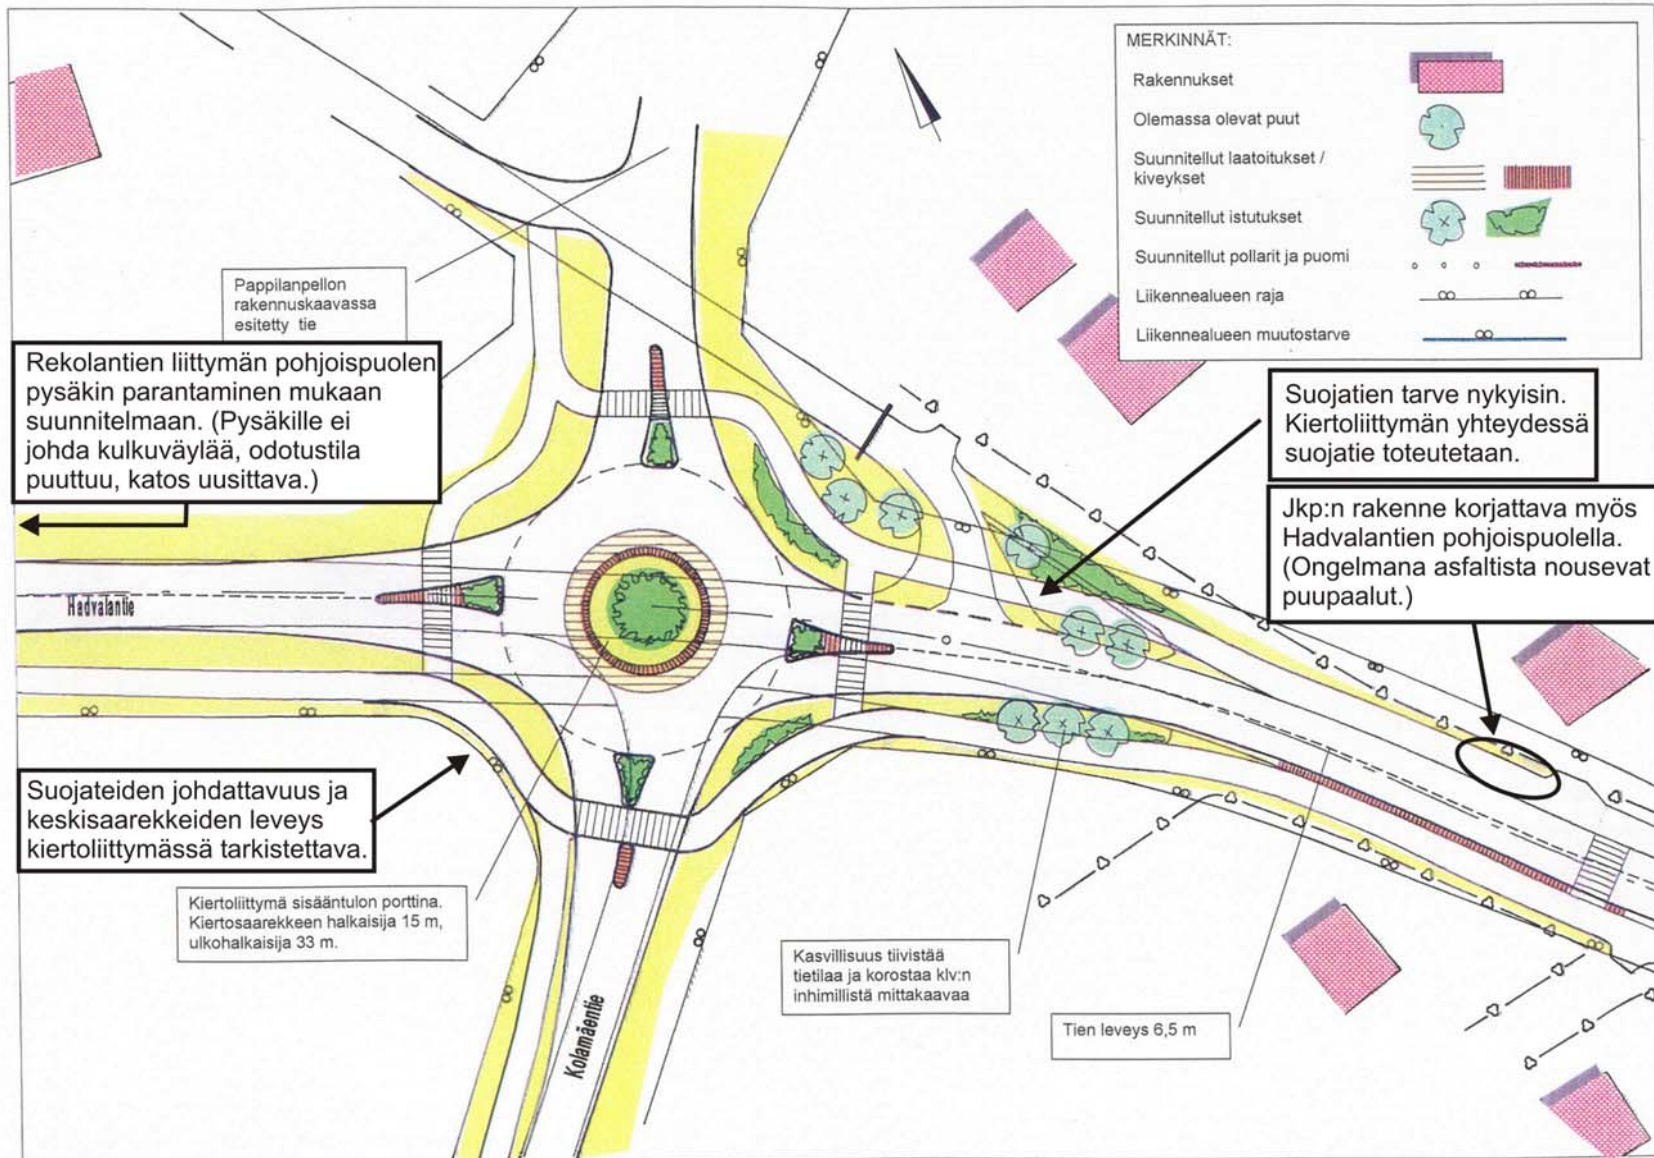 MERKINNÄT:
Rakennukset
Olemassa olevat puut
Suunnitellut laatoitukset /
kiveykset
Suunnitellut istutukset
Suunnitellut pollarit ja puomi
Liikennealueen raja
Liikennealueen muutostarve
Pappilanpellon
rakennuskaavassa
esitetty tie
Rekolantien liittymän pohjoispuolen
pysäkin parantaminen mukaan
suunnitelmaan. (Pysäkille ei
johda kulkuväylää, odotustila
puuttuu, katos uusittava.)
Suojatien tarve nykyisin.
Kiertoliittymän yhteydessä
suojatie toteutetaan.
Jkp:n rakenne korjattava myös
Hadvalantien pohjoispuolella.
(Ongelmana asfaltista nousevat
puupaalut.)
Hadvalantie
Suojateiden johdattavuus ja
keskisaarekkeiden leveys
kiertoliittymässä tarkistettava.
Kiertoliittymä sisääntulon porttina.
Kiertosaarekkeen halkaisija 15 m,
ulkohalkaisija 33 m.
Kasvillisuus tiivistää
tietilaa ja korostaa klv:n
inhimillistä mittakaavaa
Tien leveys 6,5 m
Kolamäentie